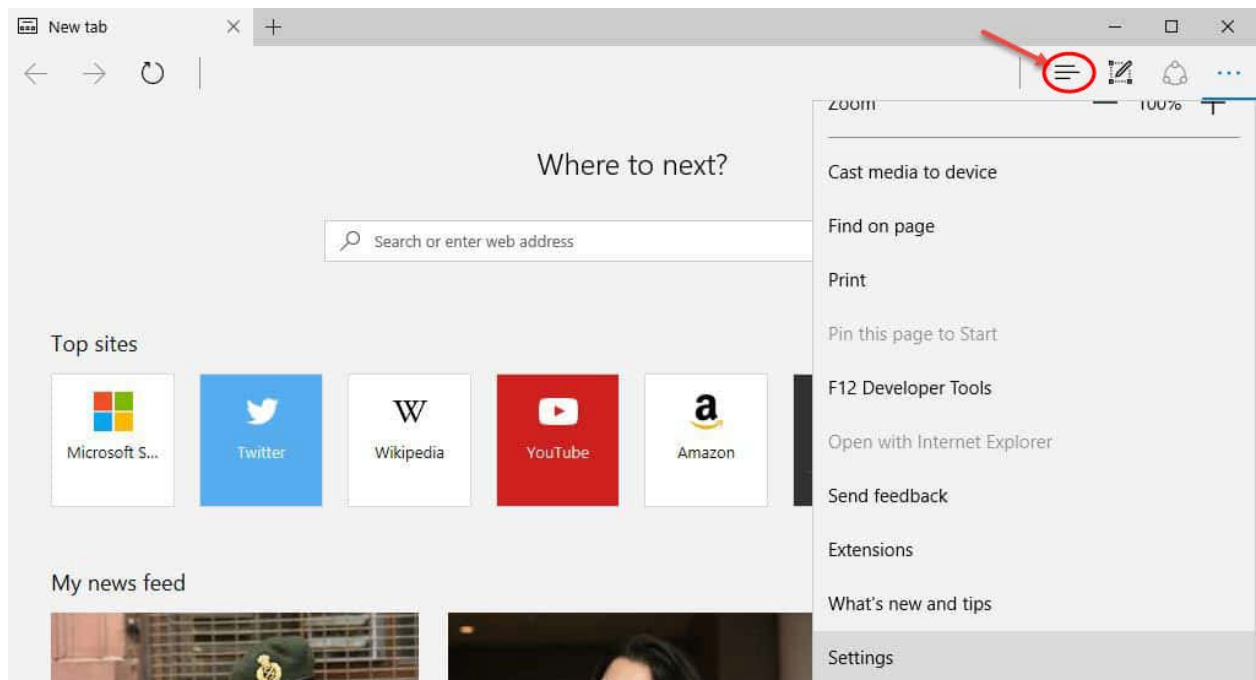 New tab
Zoom 100%
Where to next?
Cast media to device
Find on page
Search or enter web address
Print
Pin this page to Start
Top sites
F12 Developer Tools
Microsoft S...
Twitter
W
Wikipedia
YouTube
a
Amazon
Open with Internet Explorer
Send feedback
Extensions
My news feed
What's new and tips
Settings